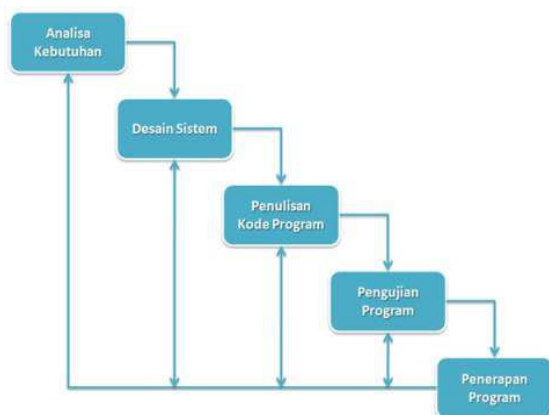 Analisa
Kebutuhan
Desain Sistem
Penulisan
Kode Program
Pengujian
Program
Penerapan
Program